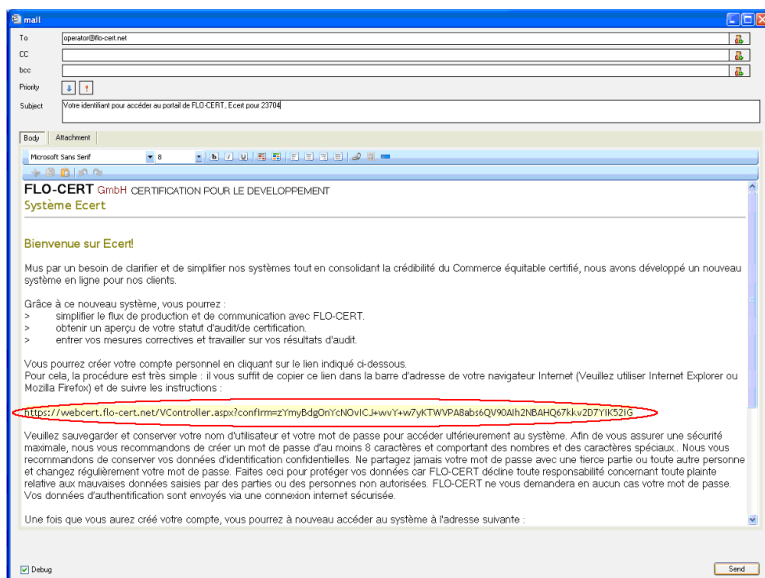 mail
To
operator@flo-cert.net
CC
bcc
Priority
Subject
Votre identifiant pour accéder au portail de FLO-CERT, Ecert pour 23704
Body Attachment
Microsoft Sans Serif 8 b I U
FLO-CERT GmbH CERTIFICATION POUR LE DEVELOPPEMENT
Système Ecert
Bienvenue sur Ecert!
Mus par un besoin de clarifier et de simplifier nos systèmes tout en consolidant la crédibilité du Commerce équitable certifié, nous avons développé un nouveau
système en ligne pour nos clients.
Grâce à ce nouveau système, vous pourrez :
> simplifier le flux de production et de communication avec FLO-CERT.
> obtenir un aperçu de votre statut d'audit/de certification.
> entrer vos mesures correctives et travailler sur vos résultats d'audit.
Vous pourrez créer votre compte personnel en cliquant sur le lien indiqué ci-dessous.
Pour cela, la procédure est très simple : il vous suffit de copier ce lien dans la barre d'adresse de votre navigateur Internet (Veuillez utiliser Internet Explorer ou
Mozilla Firefox) et de suivre les instructions :
https://webcert.flo-cert.net/VController.aspx?confirm=zYmyBdgOnYcNOvICJ+wvY+w7yKTWVPA8abs6QV90AIh2NBAHQ67kkv2D7YIK52IG
Veuillez sauvegarder et conserver votre nom d'utilisateur et votre mot de passe pour accéder ultérieurement au système. Afin de vous assurer une sécurité
maximale, nous vous recommandons de créer un mot de passe d'au moins 8 caractères et comportant des nombres et des caractères spéciaux.. Nous vous
recommandons de conserver vos données d'identification confidentielles. Ne partagez jamais votre mot de passe avec une tierce partie ou toute autre personne
et changez régulièrement votre mot de passe. Faites ceci pour protéger vos données car FLO-CERT décline toute responsabilité concernant toute plainte
relative aux mauvaises données saisies par des parties ou des personnes non autorisées. FLO-CERT ne vous demandera en aucun cas votre mot de passe.
Vos données d'authentification sont envoyés via une connexion internet sécurisée.
Une fois que vous aurez créé votre compte, vous pourrez à nouveau accéder au système à l'adresse suivante :
Debug
Send